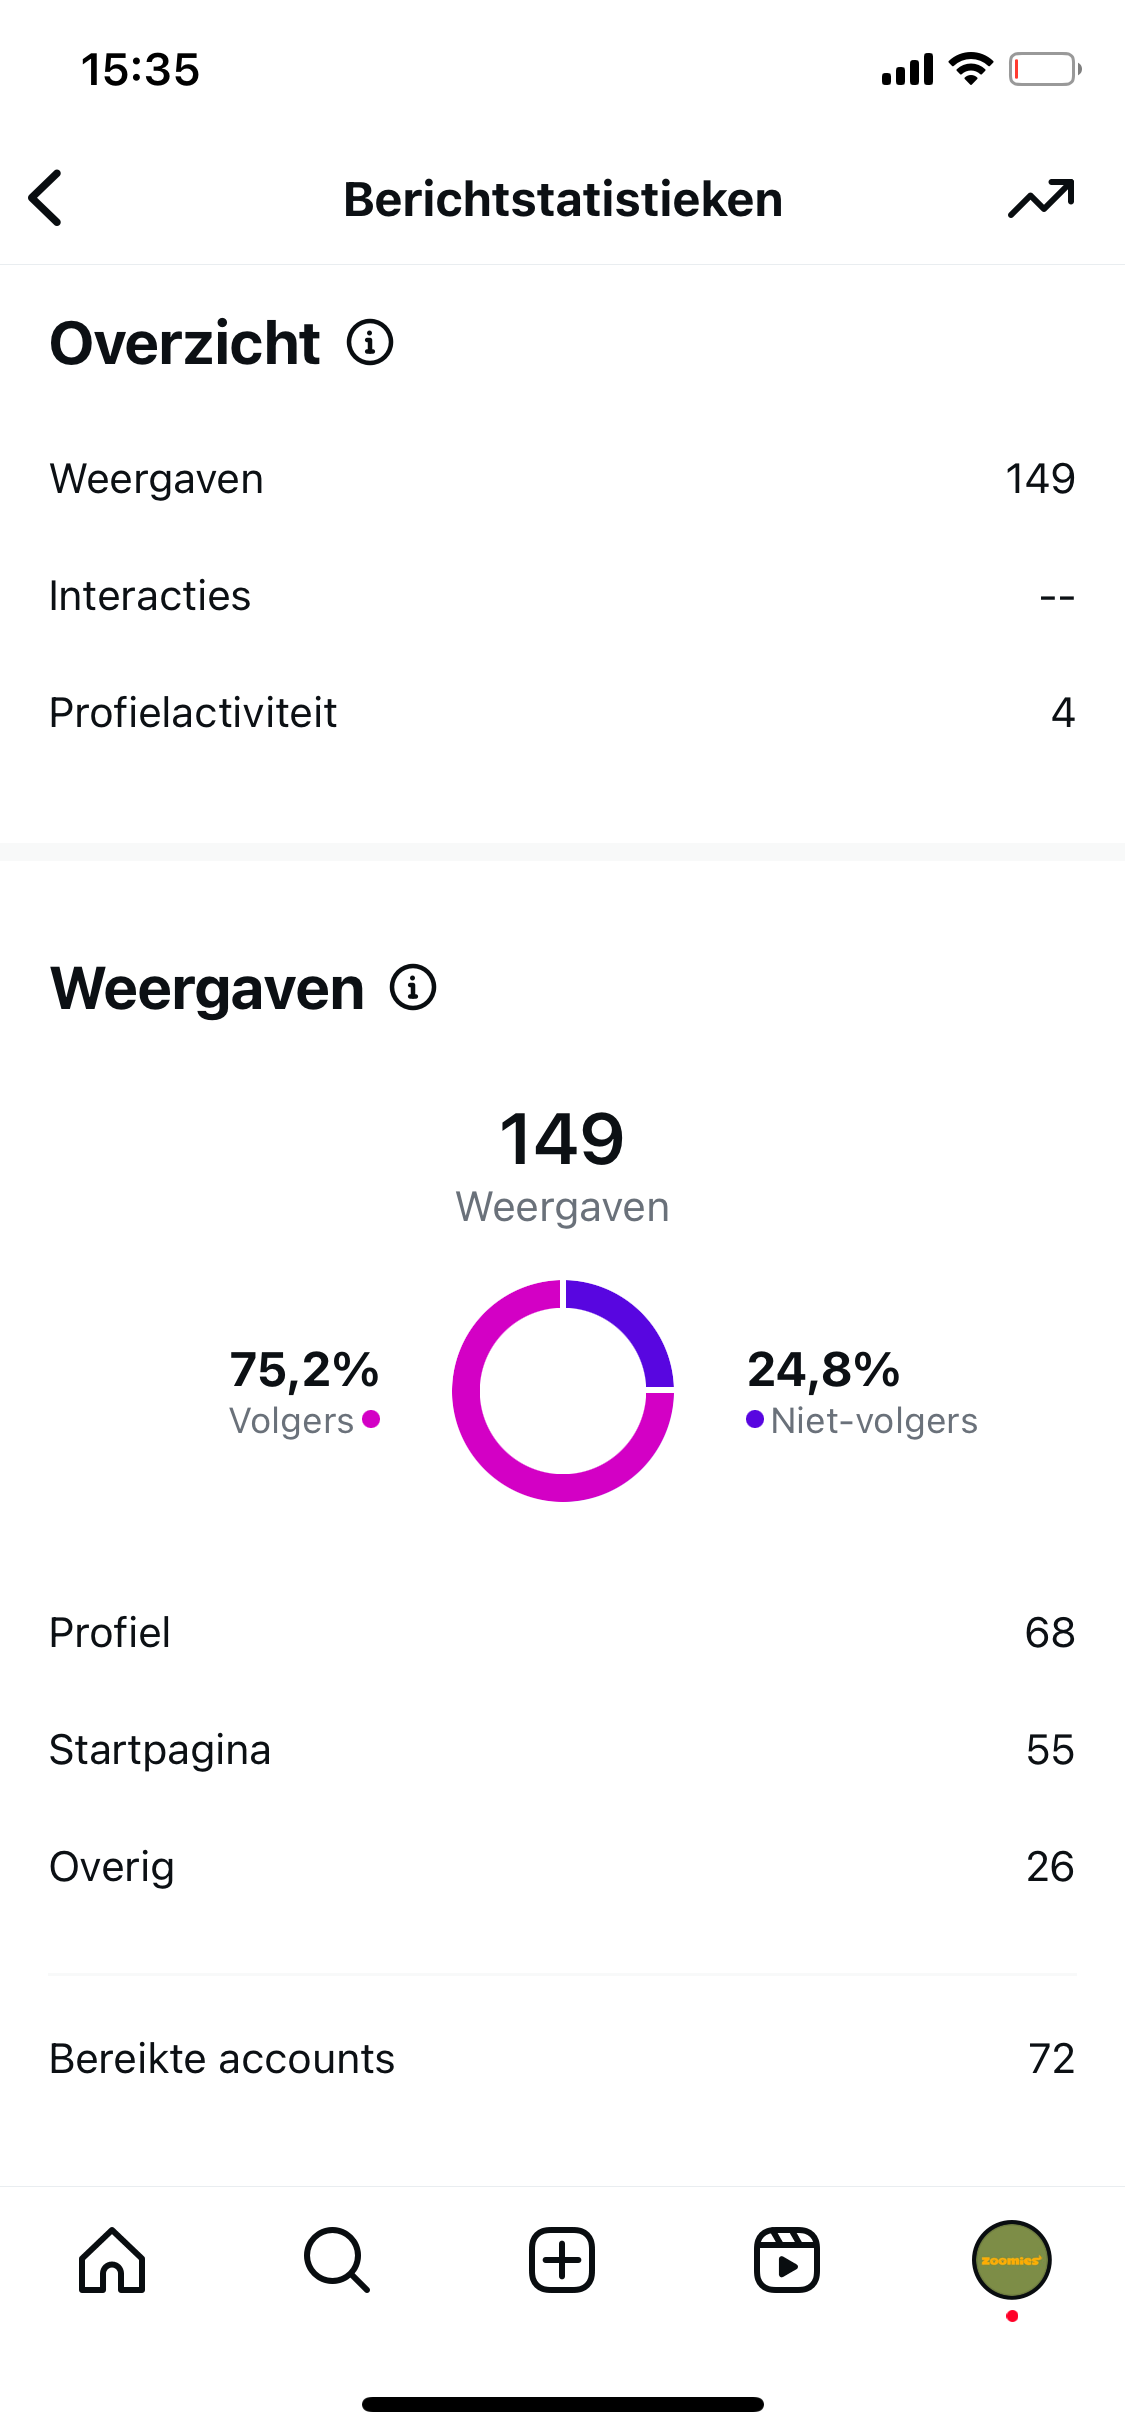 15:35
Berichtstatistieken
Overzicht
Weergaven 149
Interacties --
Profielactiviteit 4
Weergaven
149
Weergaven
75,2% 24,8%
Volgers Niet-volgers
Profiel 68
Startpagina 55
Overig 26
Bereikte accounts 72
zoomies